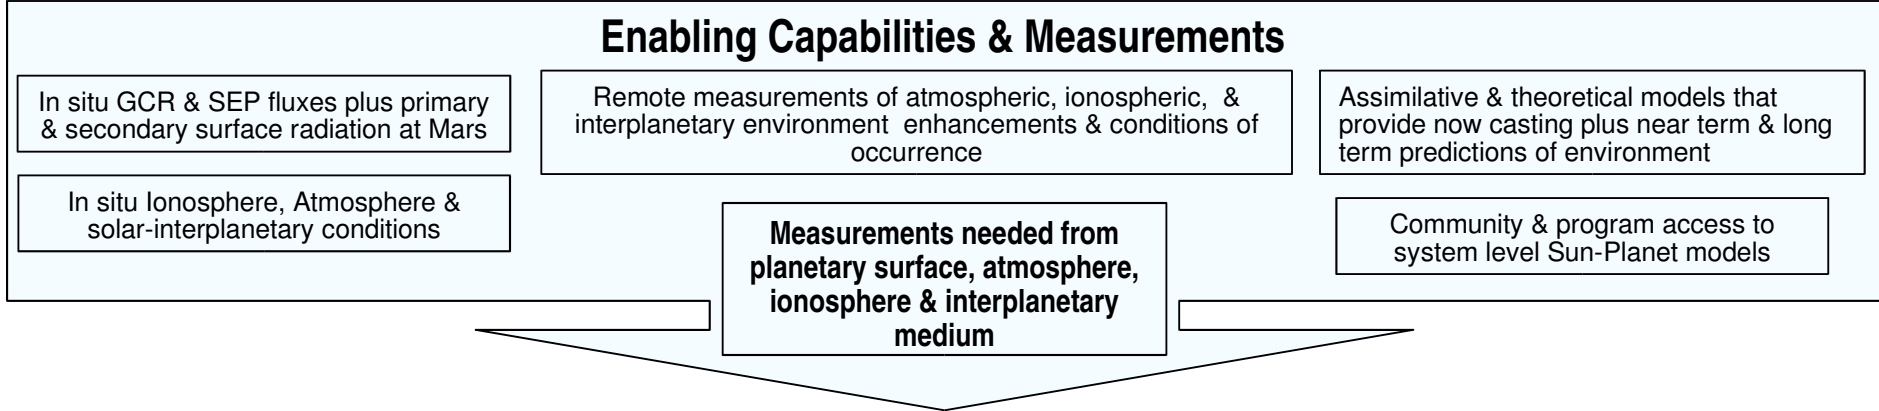 Enabling Capabilities & Measurements
In situ GCR & SEP fluxes plus primary
& secondary surface radiation at Mars
In situ Ionosphere, Atmosphere &
solar-interplanetary conditions
Remote measurements of atmospheric, ionospheric, &
interplanetary environment enhancements & conditions of
occurrence
Measurements needed from
planetary surface, atmosphere,
ionosphere & interplanetary
medium
Assimilative & theoretical models that
provide now casting plus near term & long
term predictions of environment
Community & program access to
system level Sun-Planet models